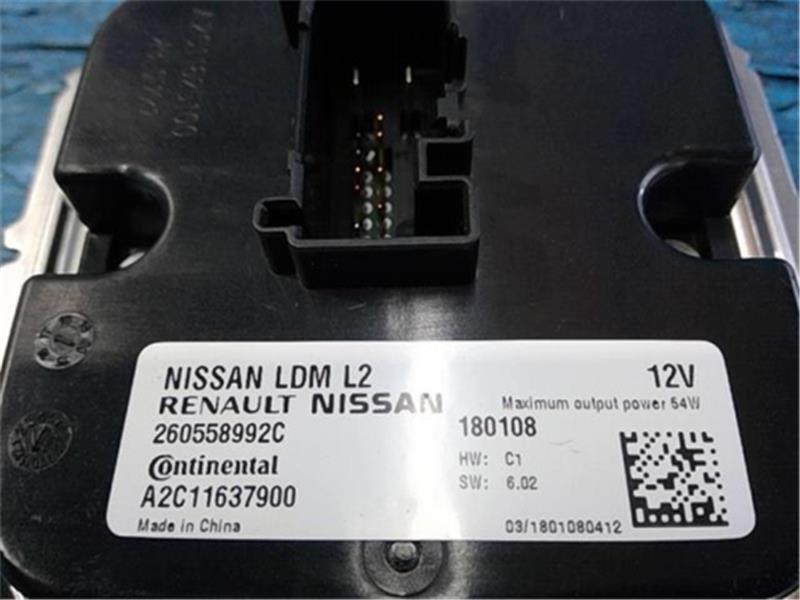 NISSAN LDM L2 12V
RENAULT NISSAN Maximum output power 54W
260558992C 180108
Continental HW: C1
A2C11637900 SW: 6.02
Made in China 03/1801080412